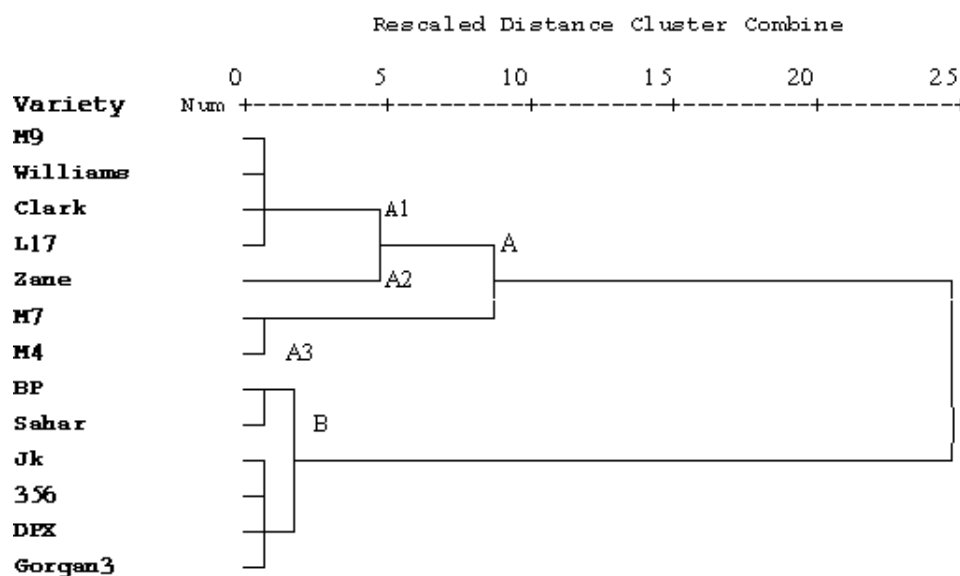 Rescaled Distance Cluster Combine
0 5 10 15 20 25
Variety Num +---------+---------+---------+---------+---------+
M9
Williams
Clark A1
L17 A
Zane A2
M7
M4 A3
BP
Sahar B
Jk
356
DPX
Gorgan3